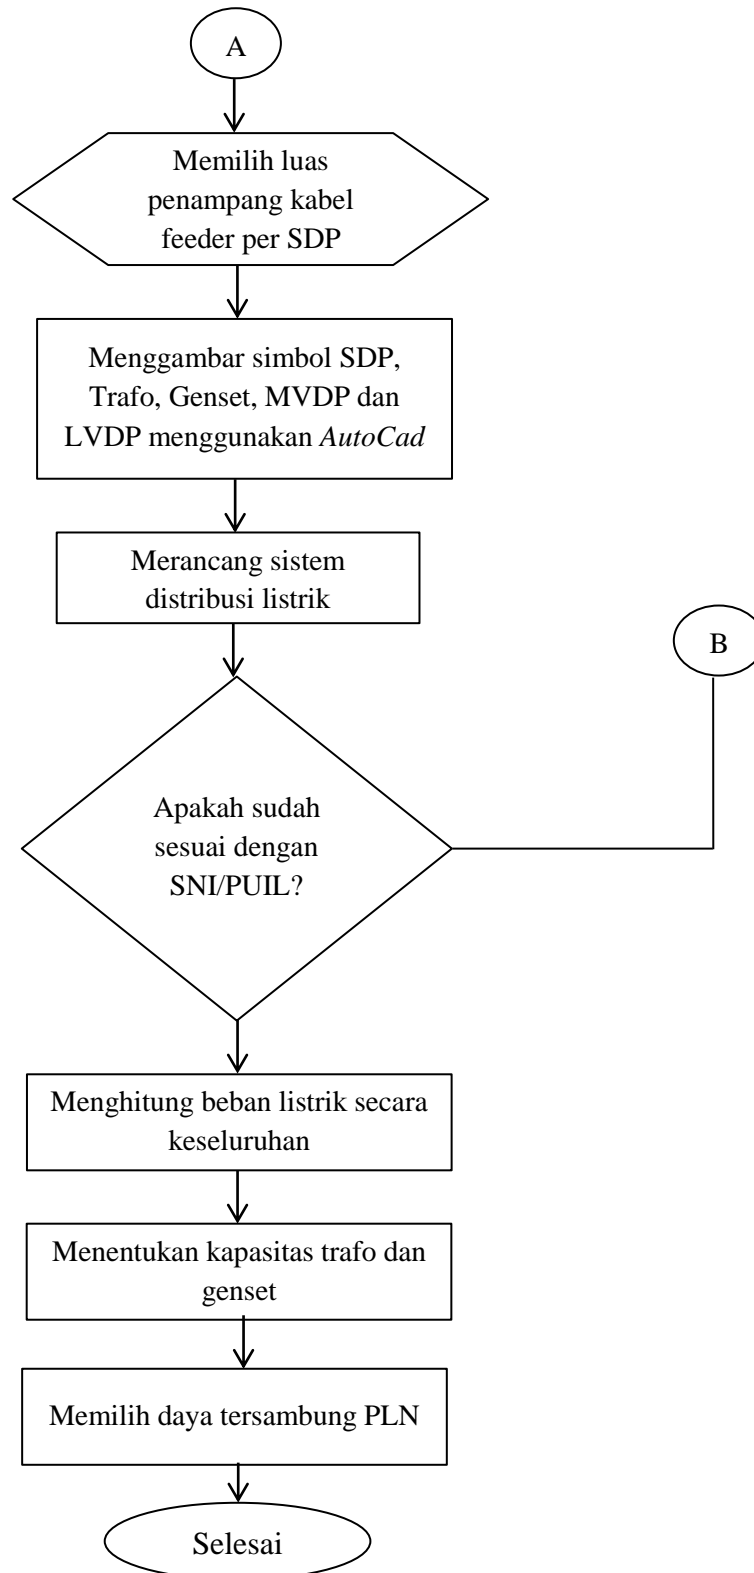 A
Memilih luas
penampang kabel
feeder per SDP
Menggambar simbol SDP,
Trafo, Genset, MVDP dan
LVDP menggunakan AutoCad
Merancang sistem
distribusi listrik
B
Apakah sudah
sesuai dengan
SNI/PUIL?
Menghitung beban listrik secara
keseluruhan
Menentukan kapasitas trafo dan
genset
Memilih daya tersambung PLN
Selesai